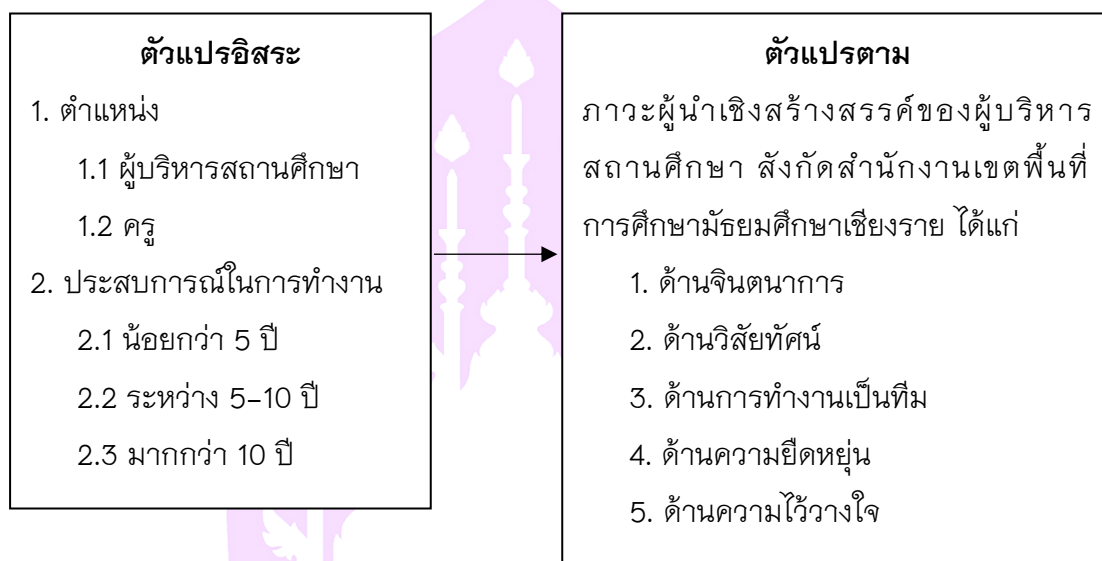 ตัวแปรอิสระ
1. ตำแหน่ง
1.1 ผู้บริหารสถานศึกษา
1.2 ครู
2. ประสบการณ์ในการทำงาน
2.1 น้อยกว่า 5 ปี
2.2 ระหว่าง 5–10 ปี
2.3 มากกว่า 10 ปี
ตัวแปรตาม
ภาวะผู้นำเชิงสร้างสรรค์ของผู้บริหาร
สถานศึกษา สังกัดสำนักงานเขตพื้นที่
การศึกษามัธยมศึกษาเชียงราย ได้แก่
1. ด้านจินตนาการ
2. ด้านวิสัยทัศน์
3. ด้านการทำงานเป็นทีม
4. ด้านความยืดหยุ่น
5. ด้านความไว้วางใจ